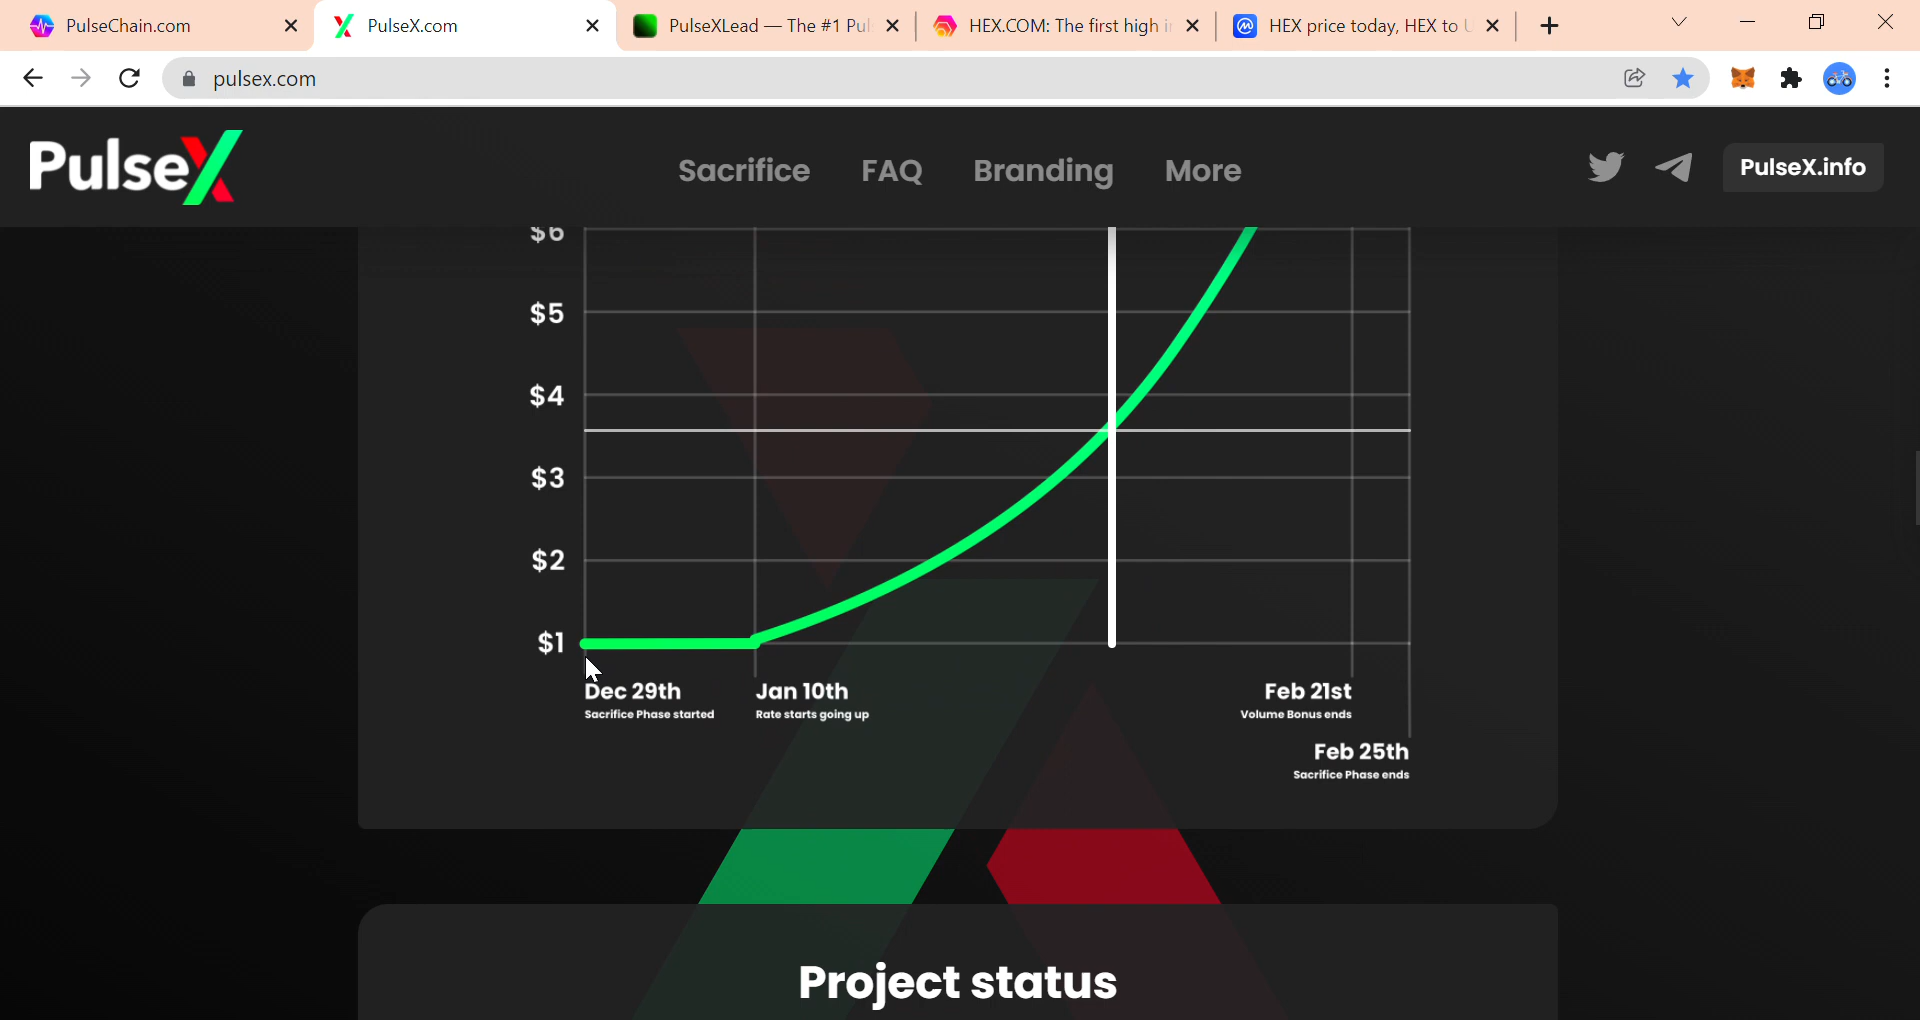 PulseChain.com
PulseX.com
PulseXLead — The #1 Pul
HEX.COM: The first high i
HEX price today, HEX to U
pulsex.com
PulseX
Sacrifice FAQ Branding More
PulseX.info
$6
$5
$4
$3
$2
$1
Dec 29th
Sacrifice Phase started
Jan 10th
Rate starts going up
Feb 21st
Volume Bonus ends
Feb 25th
Sacrifice Phase ends
Project status